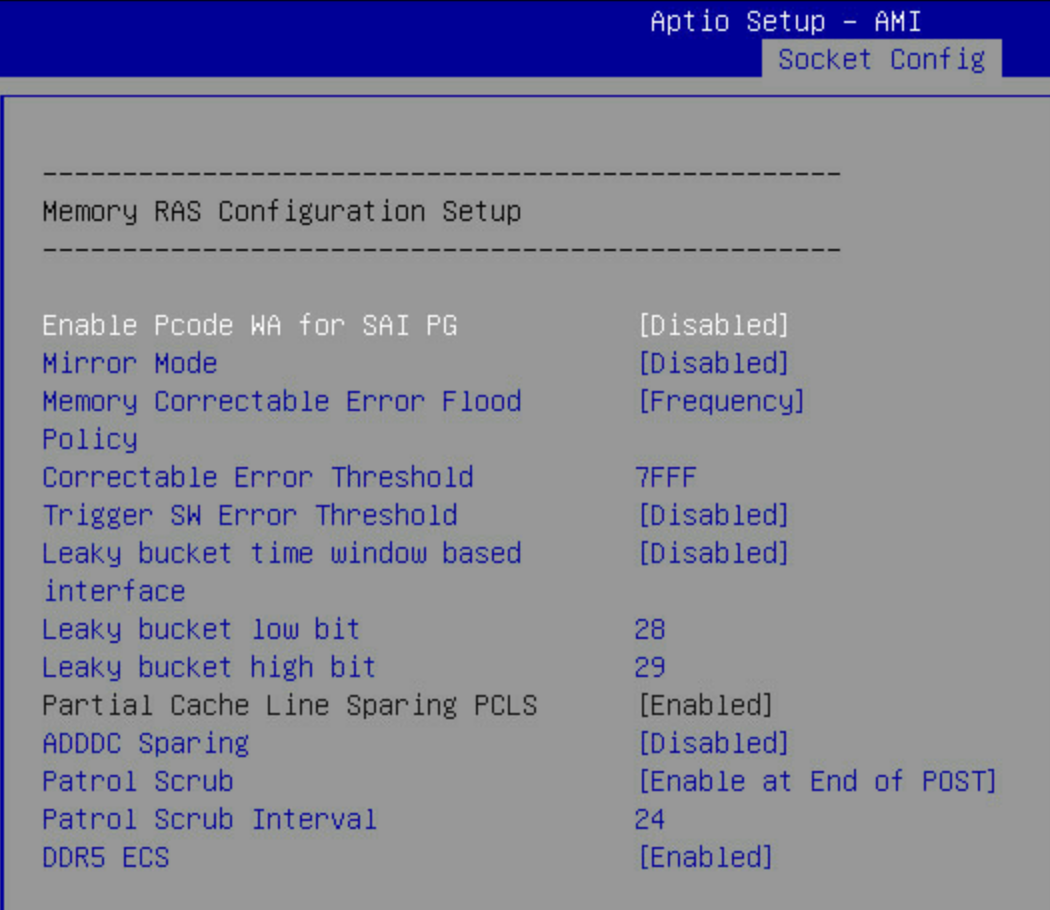 Aptio Setup – AMI
Socket Config
--------------------------------------------------
Memory RAS Configuration Setup
--------------------------------------------------
Enable Pcode WA for SAI PG [Disabled]
Mirror Mode [Disabled]
Memory Correctable Error Flood [Frequency]
Policy
Correctable Error Threshold 7FFF
Trigger SW Error Threshold [Disabled]
Leaky bucket time window based [Disabled]
interface
Leaky bucket low bit 28
Leaky bucket high bit 29
Partial Cache Line Sparing PCLS [Enabled]
ADDDC Sparing [Disabled]
Patrol Scrub [Enable at End of POST]
Patrol Scrub Interval 24
DDR5 ECS [Enabled]